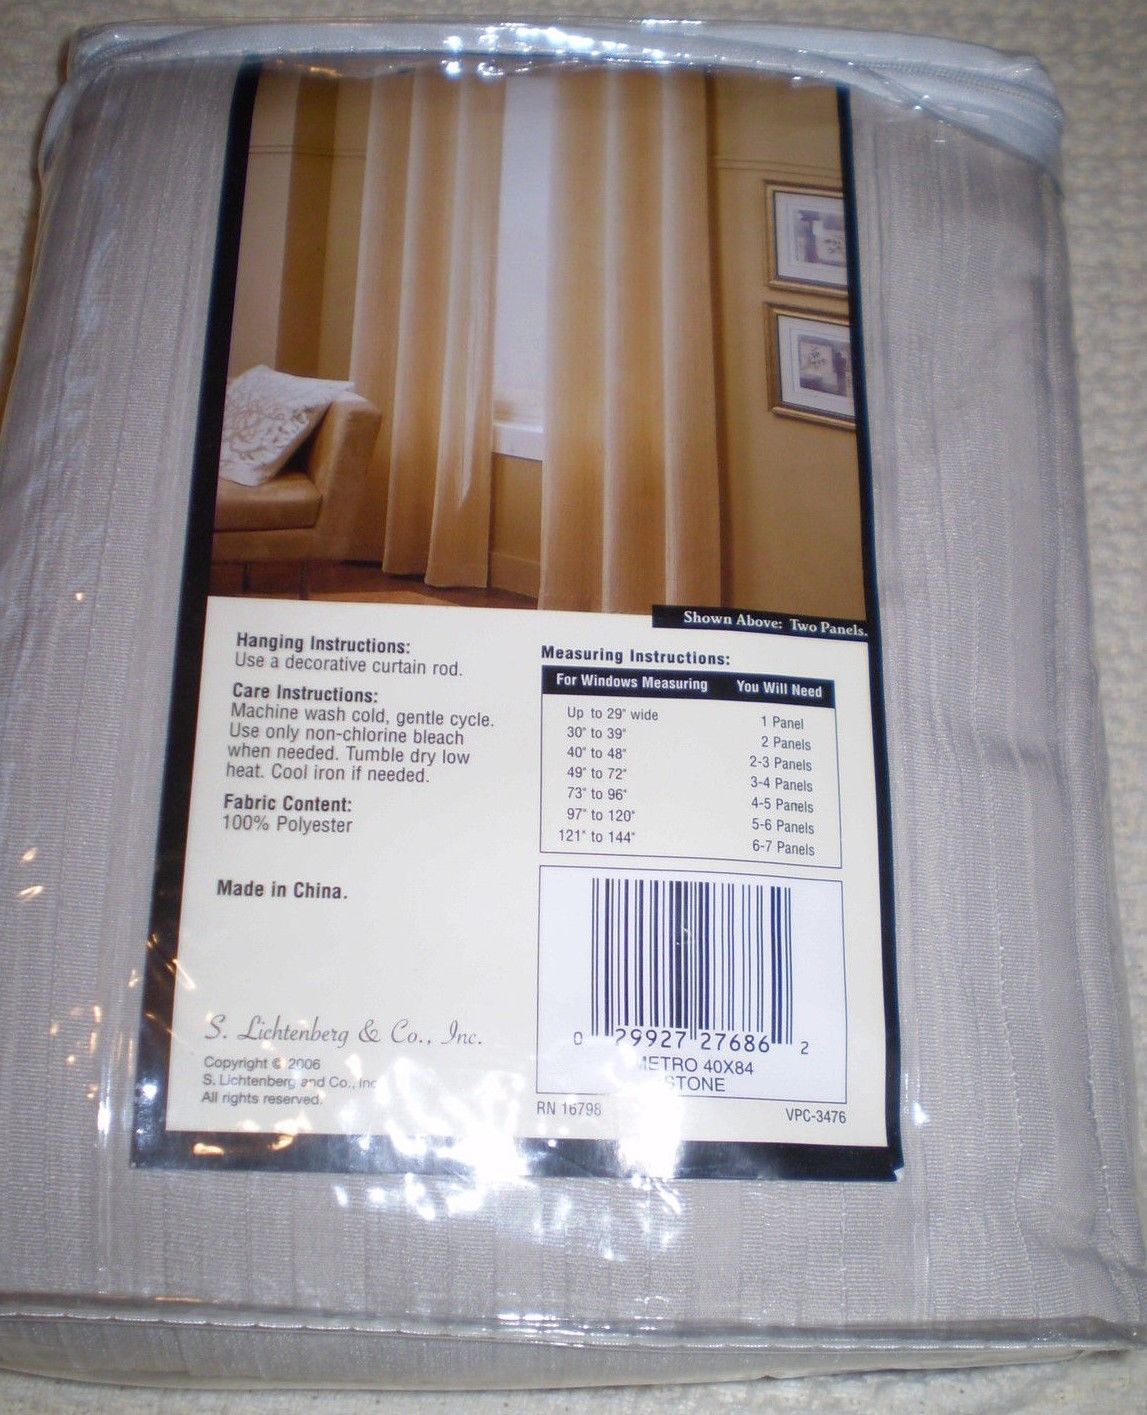 Shown Above: Two Panels.
Hanging Instructions:
Use a decorative curtain rod.
Care Instructions:
Machine wash cold, gentle cycle.
Use only non-chlorine bleach
when needed. Tumble dry low
heat. Cool iron if needed.
Fabric Content:
100% Polyester
Made in China.
S. Lichtenberg & Co., Inc.
Copyright © 2006
S. Lichtenberg and Co., Inc
All rights reserved.
Measuring Instructions:
For Windows Measuring You Will Need
Up to 29" wide 1 Panel
30" to 39" 2 Panels
40" to 48" 2-3 Panels
49" to 72" 3-4 Panels
73" to 96" 4-5 Panels
97" to 120" 5-6 Panels
121" to 144" 6-7 Panels
0 29927 27686 2
METRO 40X84
STONE
RN 16798 VPC-3476